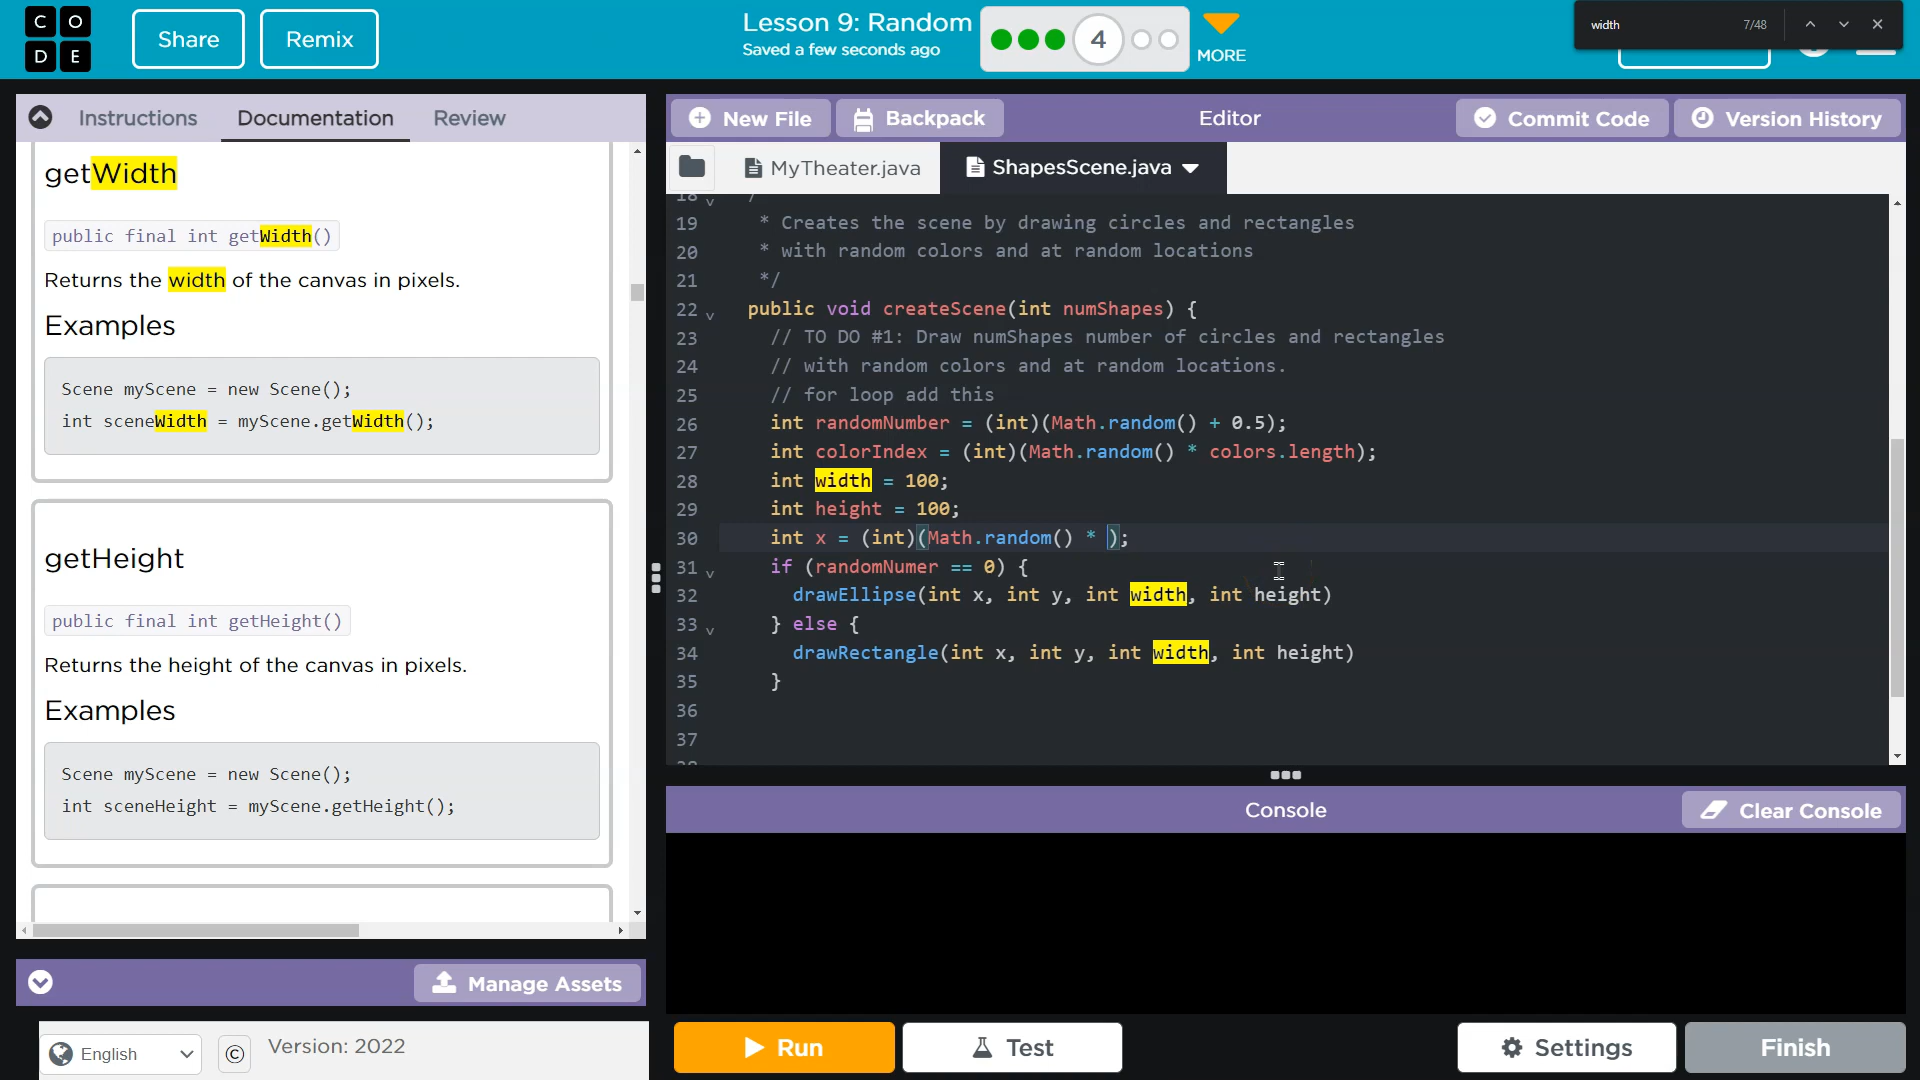 C O
D E
Share
Remix
Lesson 9: Random
Saved a few seconds ago
4
MORE
width
7/48
Instructions
Documentation
Review
getWidth
public final int getWidth()
Returns the width of the canvas in pixels.
Examples
Scene myScene = new Scene();
int sceneWidth = myScene.getWidth();
getHeight
public final int getHeight()
Returns the height of the canvas in pixels.
Examples
Scene myScene = new Scene();
int sceneHeight = myScene.getHeight();
Manage Assets
English
©
Version: 2022
New File
Backpack
Editor
Commit Code
Version History
MyTheater.java
ShapesScene.java
19 * Creates the scene by drawing circles and rectangles
20 * with random colors and at random locations
21 */
22 public void createScene(int numShapes) {
23 // TO DO #1: Draw numShapes number of circles and rectangles
24 // with random colors and at random locations.
25 // for loop add this
26 int randomNumber = (int)(Math.random() + 0.5);
27 int colorIndex = (int)(Math.random() * colors.length);
28 int width = 100;
29 int height = 100;
30 int x = (int)(Math.random() * );
31 if (randomNumer == 0) {
32 drawEllipse(int x, int y, int width, int height)
33 } else {
34 drawRectangle(int x, int y, int width, int height)
35 }
36
37
Console
Clear Console
Run
Test
Settings
Finish